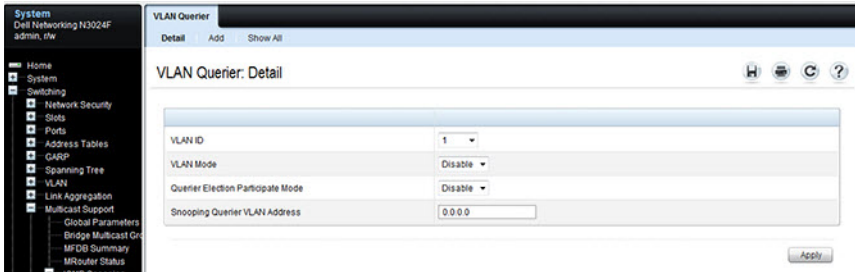 System
Dell Networking N3024F
admin, r/w
Home
System
Switching
Network Security
Slots
Ports
Address Tables
GARP
Spanning Tree
VLAN
Link Aggregation
Multicast Support
Global Parameters
Bridge Multicast Gro
MFDB Summary
MRouter Status
VLAN Querier
Detail Add Show All
VLAN Querier: Detail
C ?
VLAN ID 1
VLAN Mode Disable
Querier Election Participate Mode Disable
Snooping Querier VLAN Address 0.0.0.0
Apply